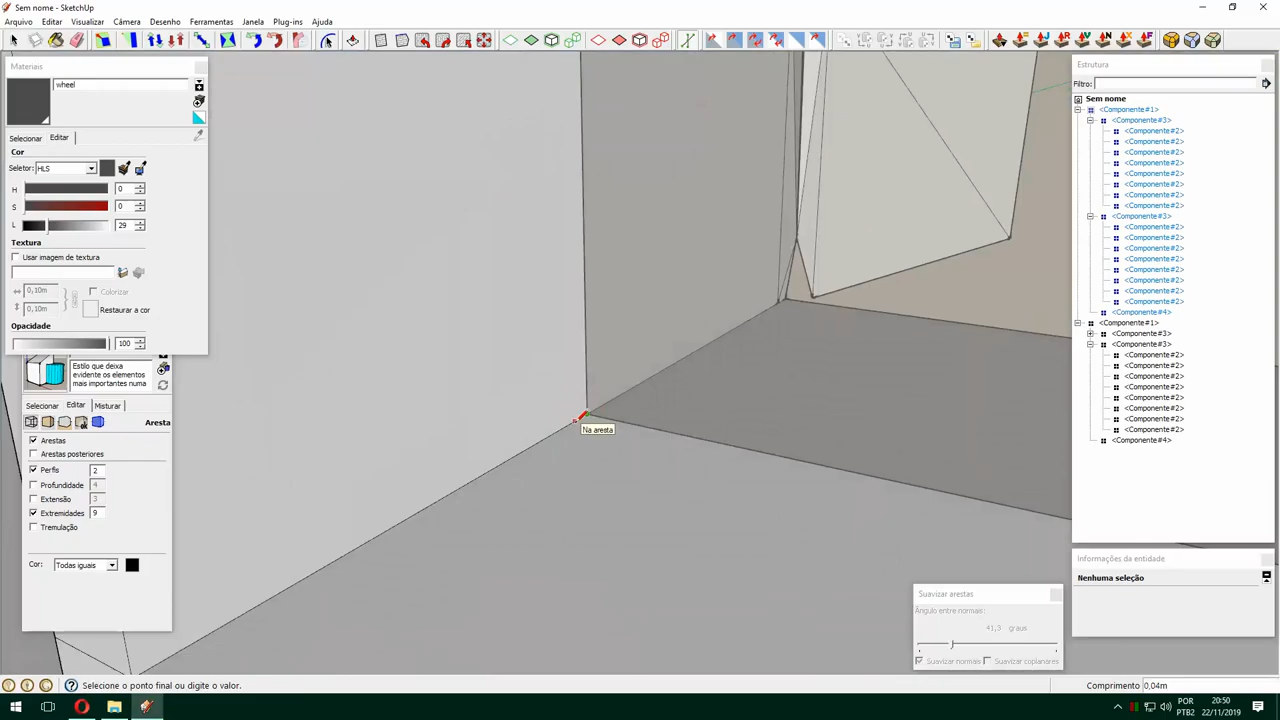 Sem nome - SketchUp
Arquivo Editar Visualizar Câmera Desenho Ferramentas Janela Plug-ins Ajuda
Materiais
wheel
Selecionar Editar
Cor
Seletor: HLS
H 0
S 0
L 29
Textura
Usar imagem de textura
0,10m Colorizar
0,10m Restaurar a cor
Opacidade
100
Estilo que deixa
evidente os elementos
mais importantes numa
Selecionar Editar Misturar
Aresta
Arestas
Arestas posteriores
Perfis 2
Profundidade 4
Extensão 3
Extremidades 9
Tremulação
Cor: Todas iguais
Na aresta
Estrutura
Filtro:
Sem nome
<Componente#1>
<Componente#3>
<Componente#2>
<Componente#2>
<Componente#2>
<Componente#2>
<Componente#2>
<Componente#2>
<Componente#2>
<Componente#2>
<Componente#3>
<Componente#2>
<Componente#2>
<Componente#2>
<Componente#2>
<Componente#2>
<Componente#2>
<Componente#2>
<Componente#2>
<Componente#4>
<Componente#1>
<Componente#3>
<Componente#3>
<Componente#2>
<Componente#2>
<Componente#2>
<Componente#2>
<Componente#2>
<Componente#2>
<Componente#2>
<Componente#2>
<Componente#4>
Informações da entidade
Nenhuma seleção
Suavizar arestas
Ângulo entre normais:
41,3 graus
Suavizar normais Suavizar coplanares
Selecione o ponto final ou digite o valor.
Comprimento 0,04m
POR
PTB2
20:50
22/11/2019